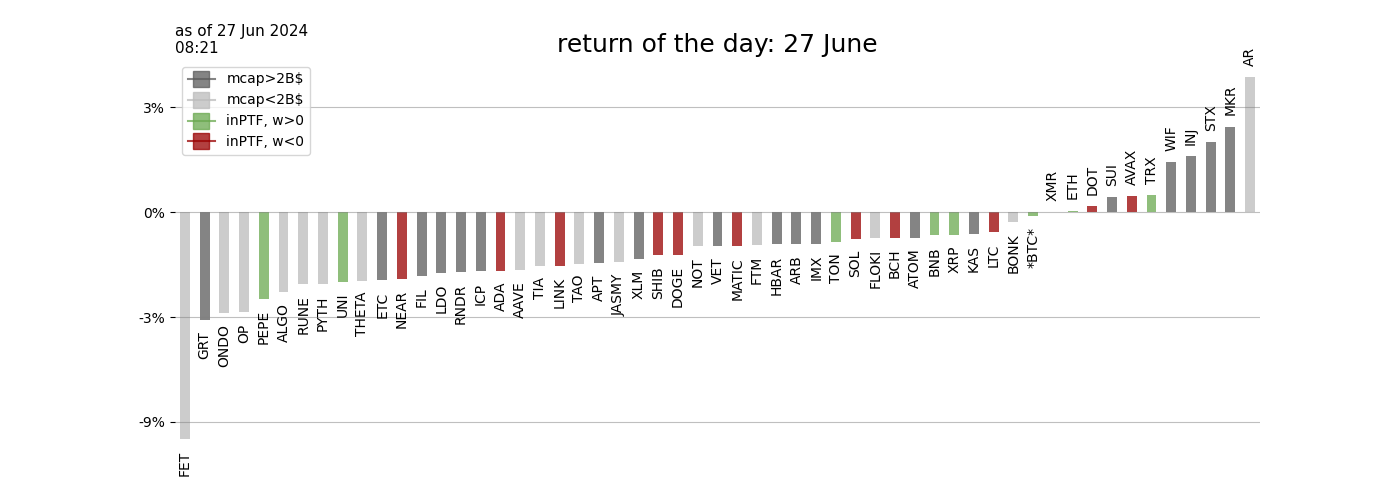 as of 27 Jun 2024
08:21
return of the day: 27 June
mcap>2B$
mcap<2B$
inPTF, w>0
inPTF, w<0
3%
0%
-3%
-9%
FET
GRT
ONDO
OP
PEPE
ALGO
RUNE
PYTH
UNI
THETA
ETC
NEAR
FIL
LDO
RNDR
ICP
ADA
AAVE
TIA
LINK
TAO
APT
JASMY
XLM
SHIB
DOGE
NOT
VET
MATIC
FTM
HBAR
ARB
IMX
TON
SOL
FLOKI
BCH
ATOM
BNB
XRP
KAS
LTC
BONK
*BTC*
XMR
ETH
DOT
SUI
AVAX
TRX
WIF
INJ
STX
MKR
AR